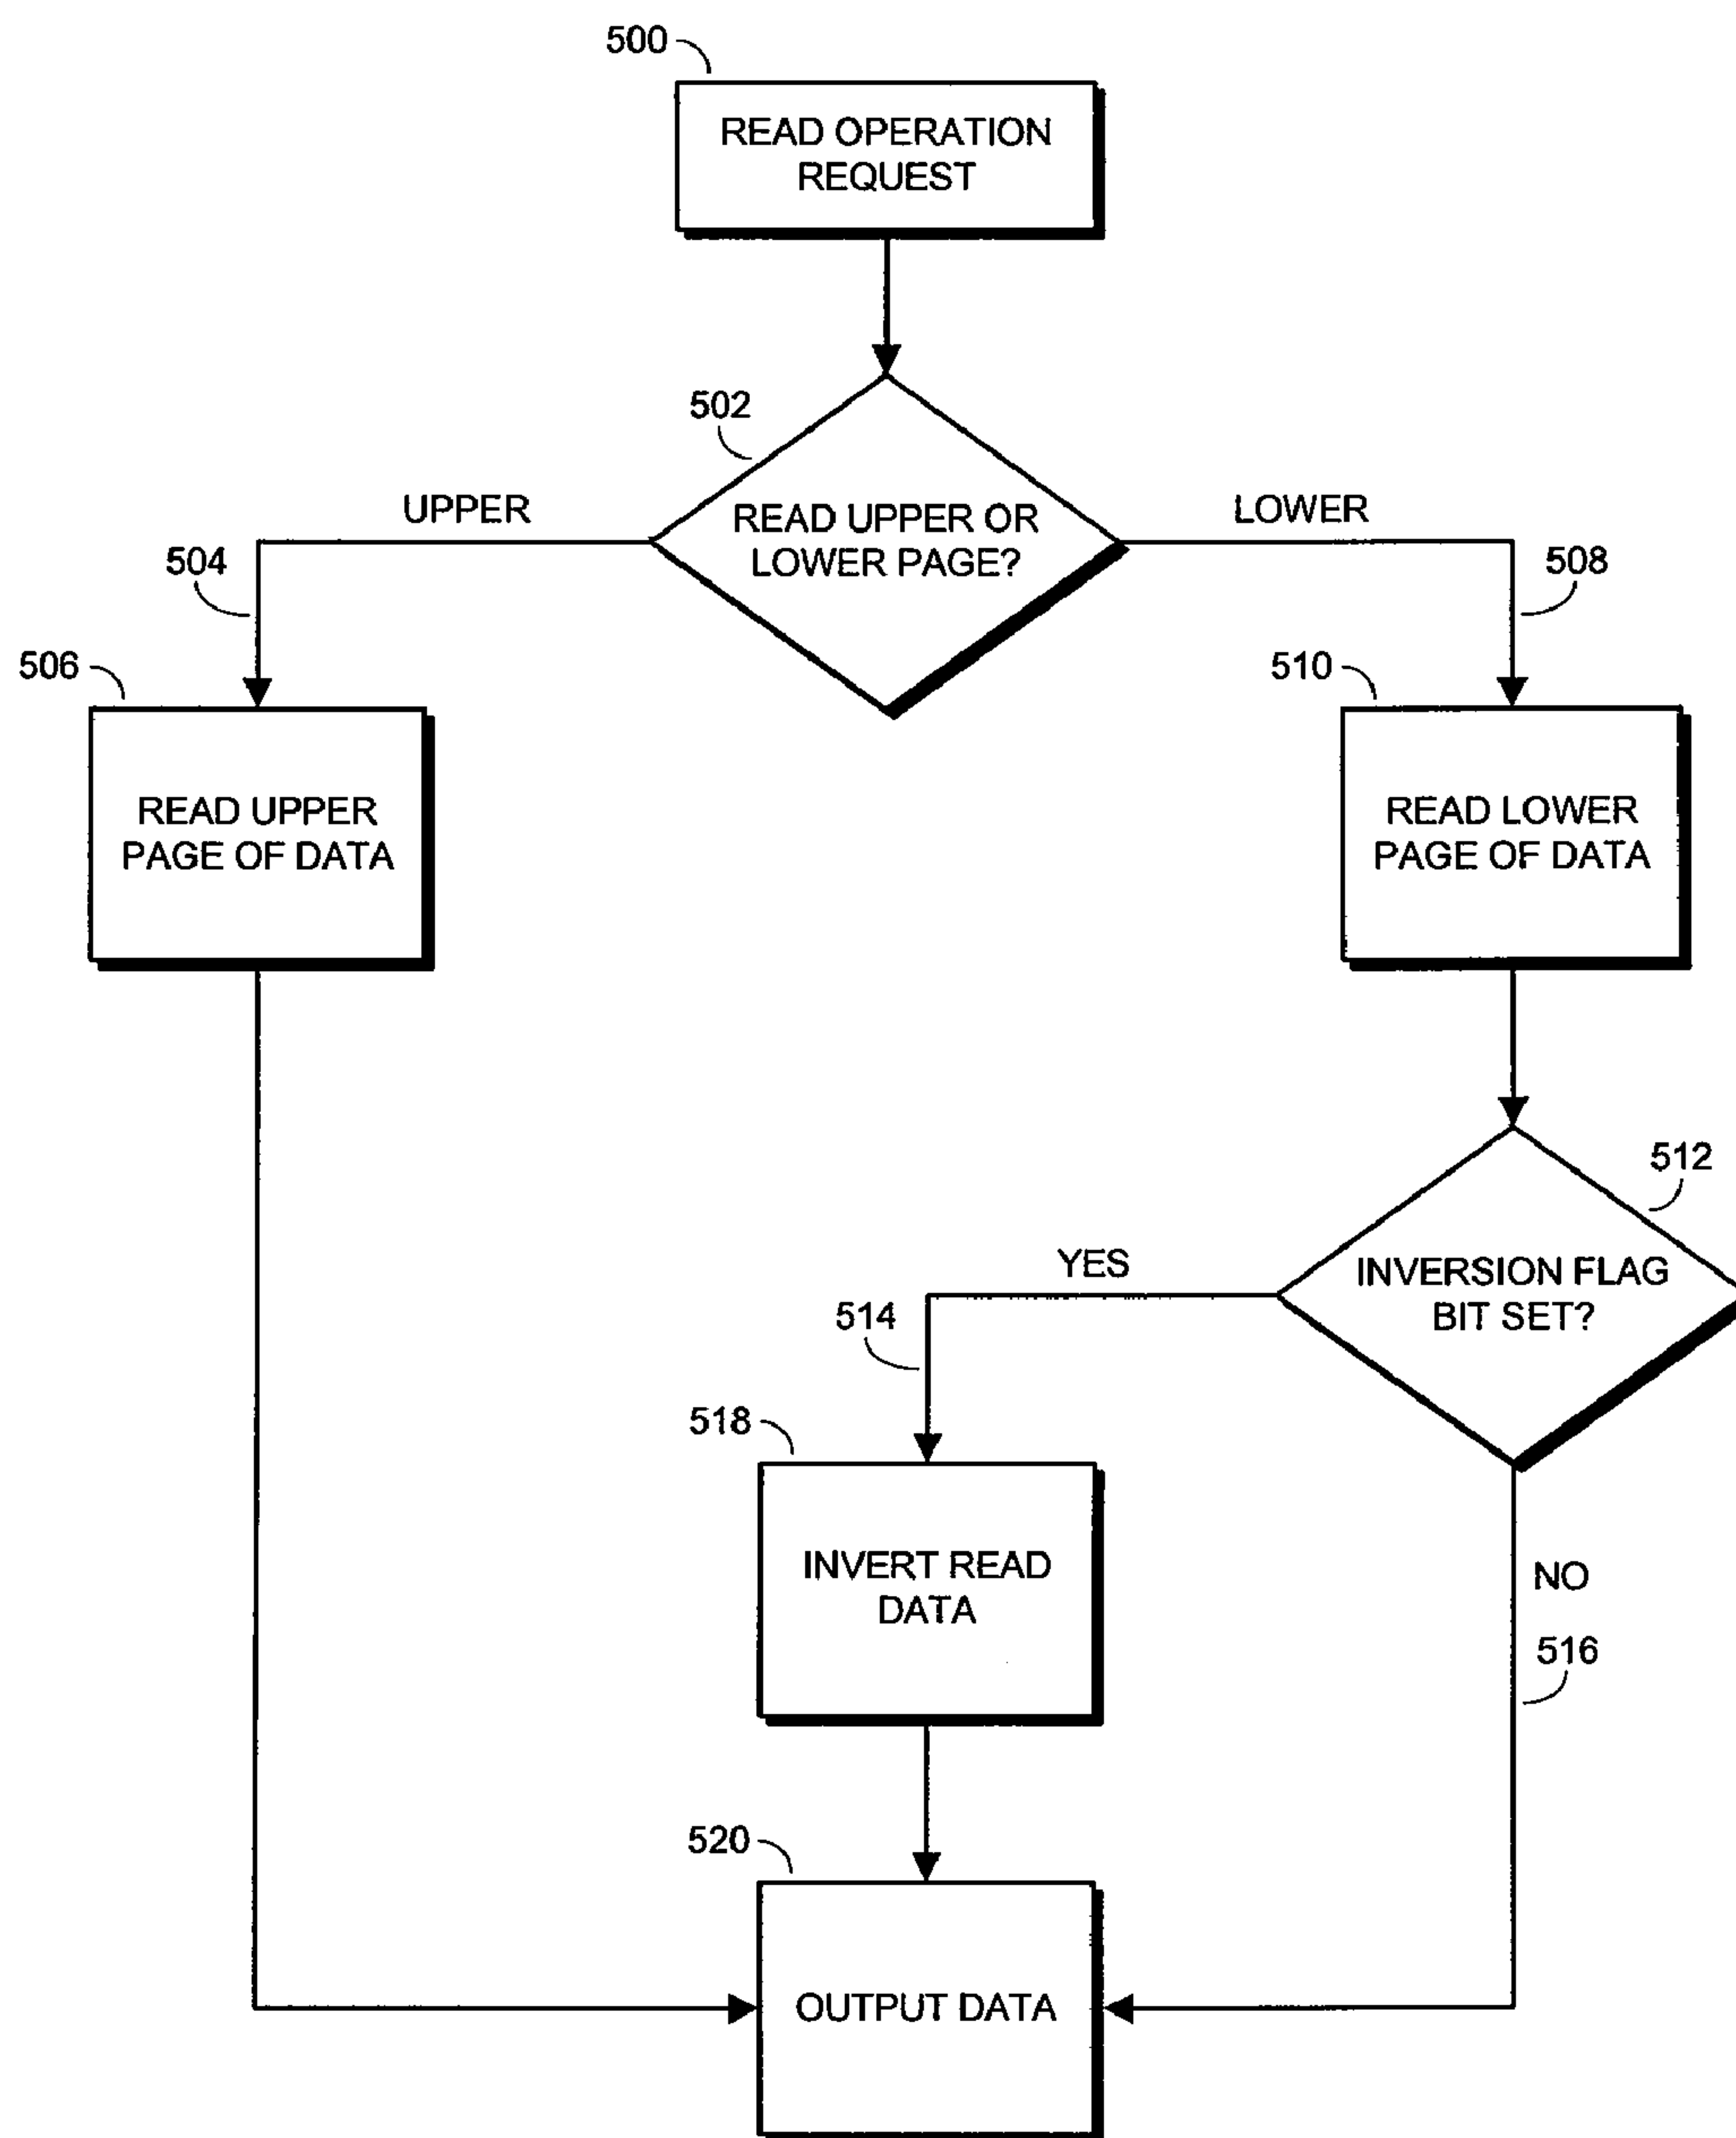 500
READ OPERATION
REQUEST
502
UPPER
READ UPPER OR
LOWER PAGE?
LOWER
504
508
506
510
READ UPPER
PAGE OF DATA
READ LOWER
PAGE OF DATA
512
YES
INVERSION FLAG
BIT SET?
514
518
INVERT READ
DATA
NO
516
520
OUTPUT DATA